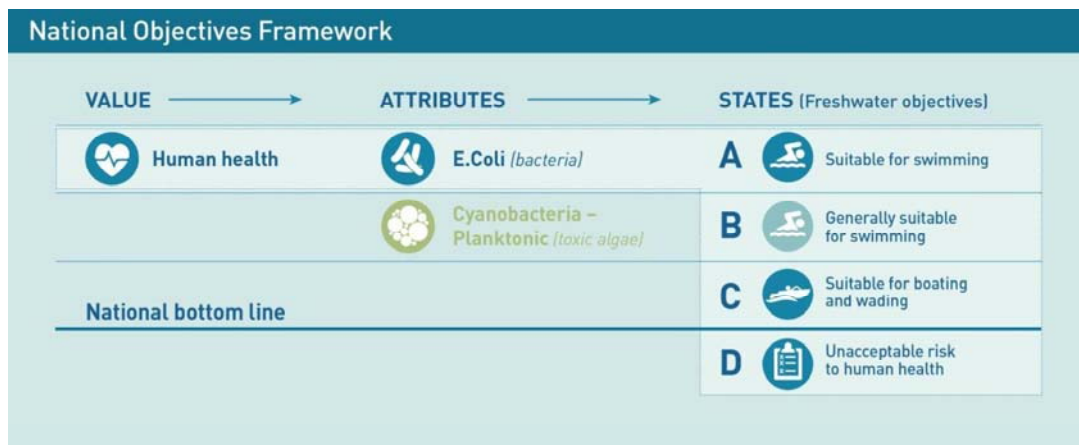 National Objectives Framework
VALUE
ATTRIBUTES
STATES (Freshwater objectives)
Human health
E.Coli (bacteria)
A
Suitable for swimming
Cyanobacteria –
Planktonic (toxic algae)
B
Generally suitable
for swimming
C
Suitable for boating
and wading
National bottom line
D
Unacceptable risk
to human health